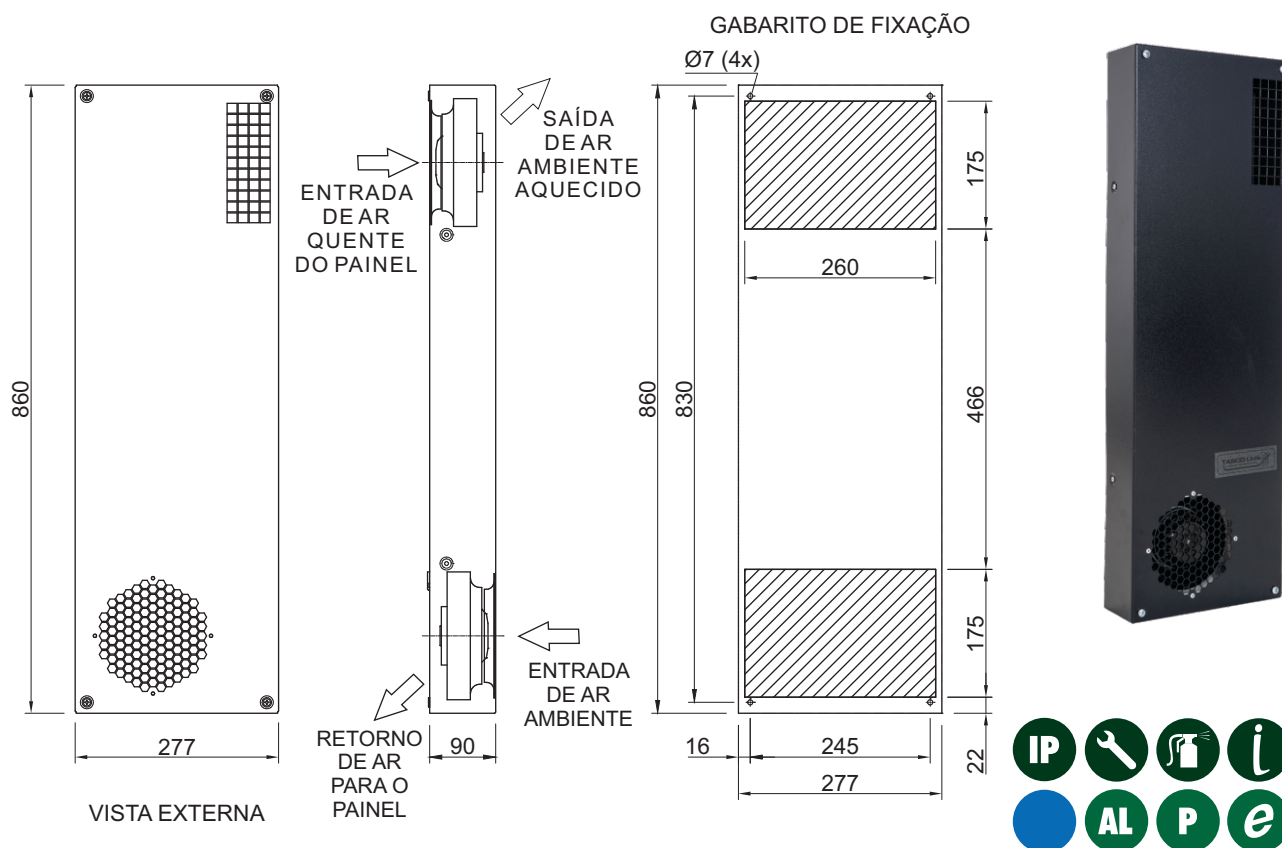 GABARITO DE FIXAÇÃO
Ø7 (4x)
SAÍDA
DE AR
AMBIENTE
AQUECIDO
ENTRADA
DE AR
QUENTE
DO PAINEL
860
277
VISTA EXTERNA
90
ENTRADA
DE AR
AMBIENTE
RETORNO
DE AR
PARA O
PAINEL
860
830
175
260
466
175
22
16
245
277
IP
i
AL
P
e